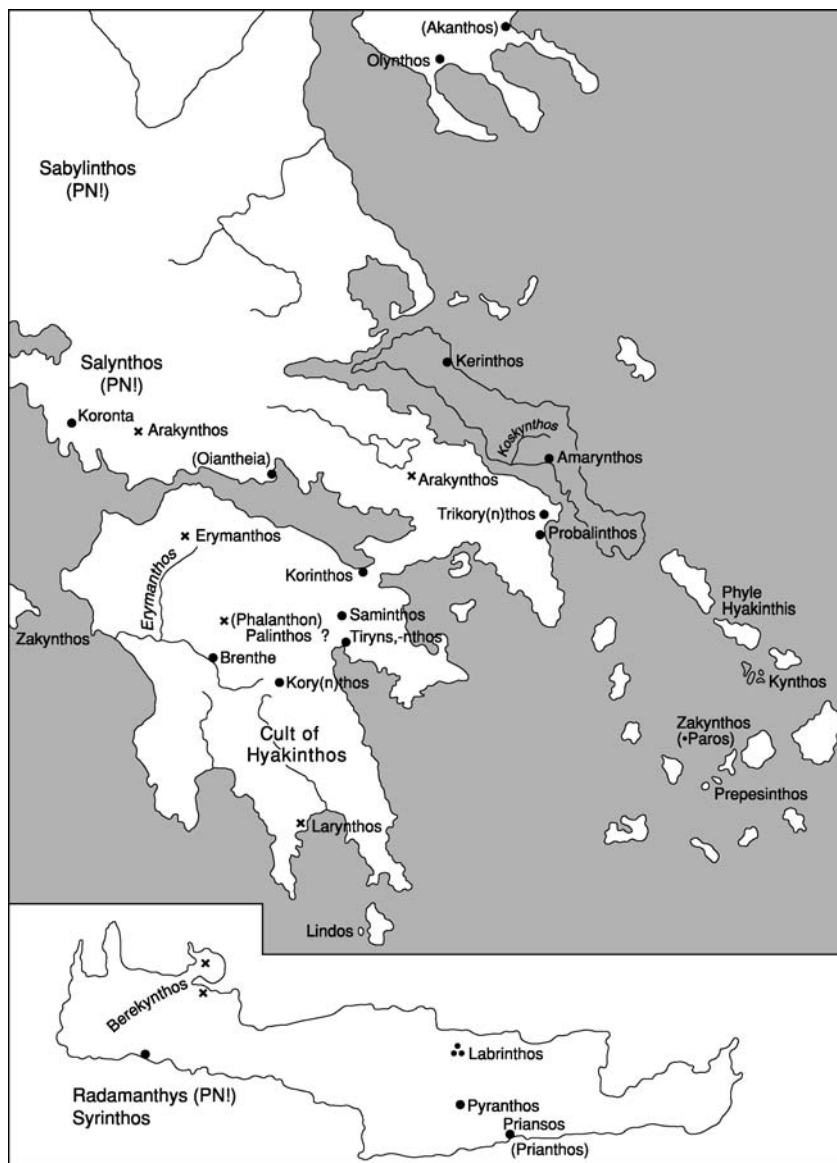 (Akanthos)
Olynthos
Sabylinthos
(PN!)
Salynthos
(PN!)
Kerinthos
Koronta
Arakynthos
Koskynthos
(Oiantheia)
Amarynthos
Arakynthos
Trikory(n)thos
Probalinthos
Erymanthos
Erymanthos
Korinthos
Phyle
Hyakinthis
Saminthos
(Phalanthon)
Palinthos ?
Tiryns,-nthos
Zakynthos
Brenthe
Kory(n)thos
Kynthos
Cult of
Hyakinthos
Zakynthos
(•Paros)
Prepesinthos
Larynthos
Lindos
Berekynthos
Labrinthos
Radamanthys (PN!)
Syrinthos
Pyranthos
Priansos
(Prianthos)